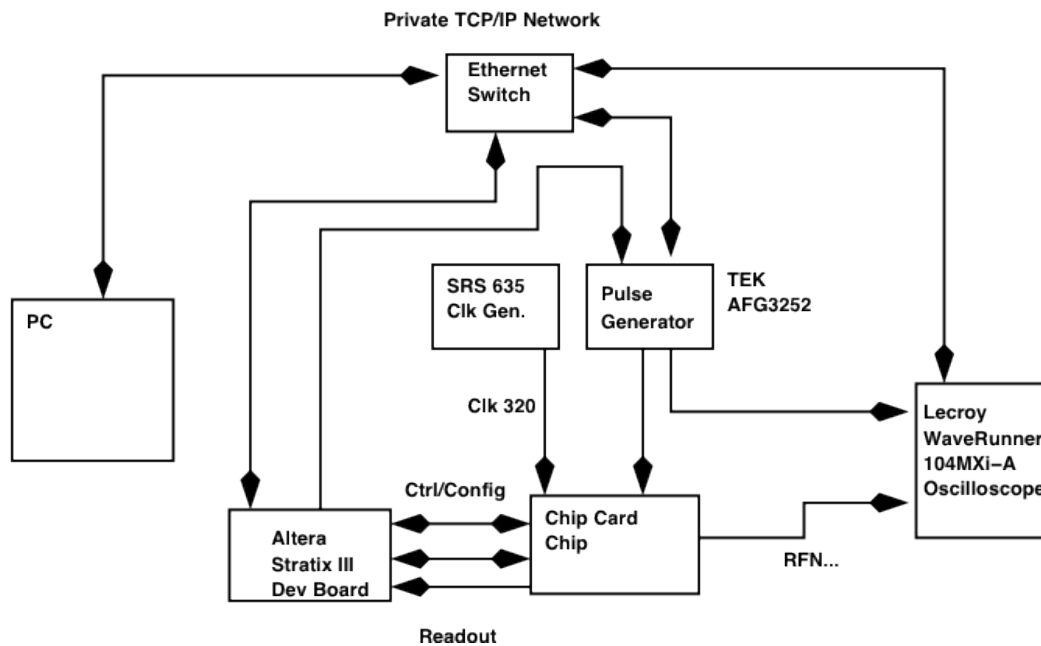 Private TCP/IP Network
Ethernet
Switch
SRS 635
Clk Gen.
Pulse
Generator
TEK
AFG3252
PC
Clk 320
Lecroy
WaveRunner
104MXi-A
Oscilloscope
Ctrl/Config
Altera
Stratix III
Dev Board
Chip Card
Chip
RFN...
Readout